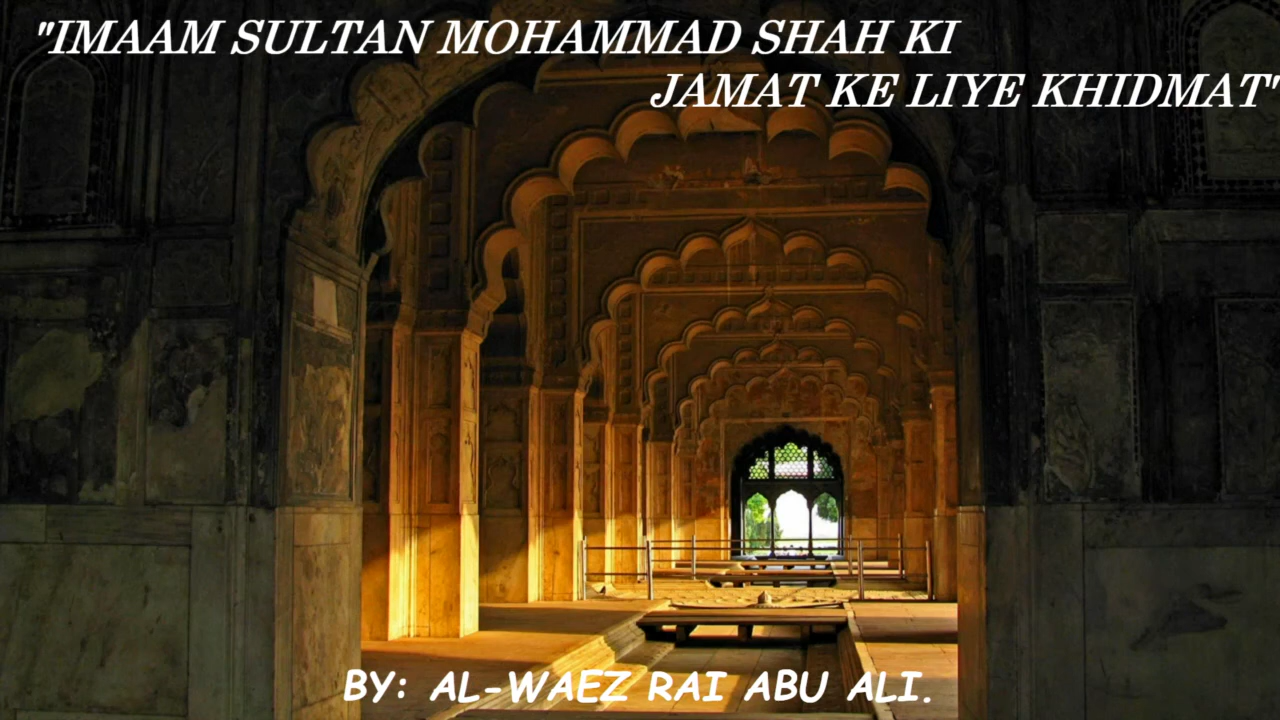 "IMAAM SULTAN MOHAMMAD SHAH KI
JAMAT KE LIYE KHIDMAT"
BY: AL-WAEZ RAI ABU ALI.